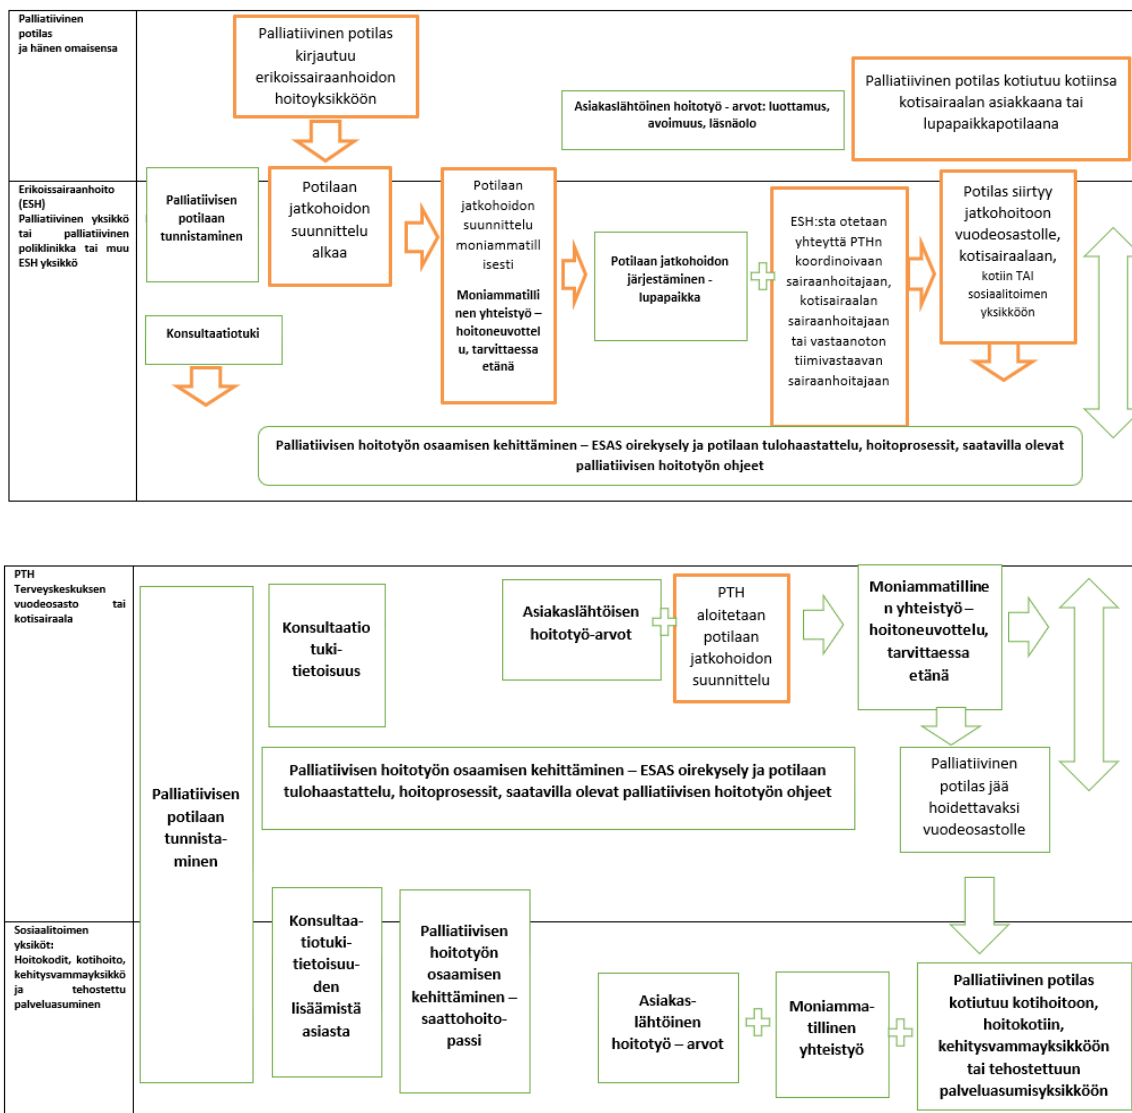 Palliatiivinen
potilas
ja hänen omaisensa
Palliatiivinen potilas
kirjautuu
erikoissairaanhoidon
hoitoyksikköön
Asiakaslähtöinen hoitotyö - arvot: luottamus,
avoimuus, läsnäolo
Palliatiivinen potilas kotiutuu kotiinsa
kotisairaalan asiakkaana tai
lupapaikkapotilaana
Erikoissairaanhoito
(ESH)
Palliatiivinen yksikkö
tai palliatiivinen
poliklinikka tai muu
ESH yksikkö
Palliatiivisen
potilaan
tunnistaminen
Konsultaatiotuki
Potilaan
jatkohoidon
suunnittelu
alkaa
Potilaan
jatkohoidon
suunnittelu
moniammatill
isesti
Moniammatilli
nen yhteistyö –
hoitoneuvottel
u, tarvittaessa
etänä
Potilaan jatkohoidon
järjestäminen -
lupapaikka
ESH:sta otetaan
yhteyttä PTHn
koordinoivaan
sairaanhoitajaan,
kotisairaalan
sairaanhoitajaan
tai vastaanoton
tiimivastaavan
sairaanhoitajaan
Potilas siirtyy
jatkohoitoon
vuodeosastolle,
kotisairaalaan,
kotiin TAI
sosiaalitoimen
yksikköön
Palliatiivisen hoitotyön osaamisen kehittäminen – ESAS oirekysely ja potilaan tulohaastattelu, hoitoprosessit, saatavilla olevat
palliatiivisen hoitotyön ohjeet
PTH
Terveyskeskuksen
vuodeosasto tai
kotisairaala
Palliatiivisen
potilaan
tunnista-
minen
Konsultaatio
tuki-
tietoisuus
Asiakaslähtöisen
hoitotyö-arvot
PTH
aloitetaan
potilaan
jatkohoidon
suunnittelu
Moniammatilline
n yhteistyö –
hoitoneuvottelu,
tarvittaessa
etänä
Palliatiivisen hoitotyön osaamisen kehittäminen – ESAS oirekysely ja potilaan
tulohaastattelu, hoitoprosessit, saatavilla olevat palliatiivisen hoitotyön ohjeet
Palliatiivinen
potilas jää
hoidettavaksi
vuodeosastolle
Sosiaalitoimen
yksiköt:
Hoitokodit, kotihoito,
kehitysvammayksikkö
ja tehostettu
palveluasuminen
Konsultaa-
tiotuki-
tietoisuu-
den
lisäämistä
asiasta
Palliatiivisen
hoitotyön
osaamisen
kehittäminen –
saattohoito-
passi
Asiakas-
lähtöinen
hoitotyö – arvot
Moniamma-
tillinen
yhteistyö
Palliatiivinen potilas
kotiutuu kotihoitoon,
hoitokotiin,
kehitysvammayksikköön
tai tehostettuun
palveluasumisyksikköön